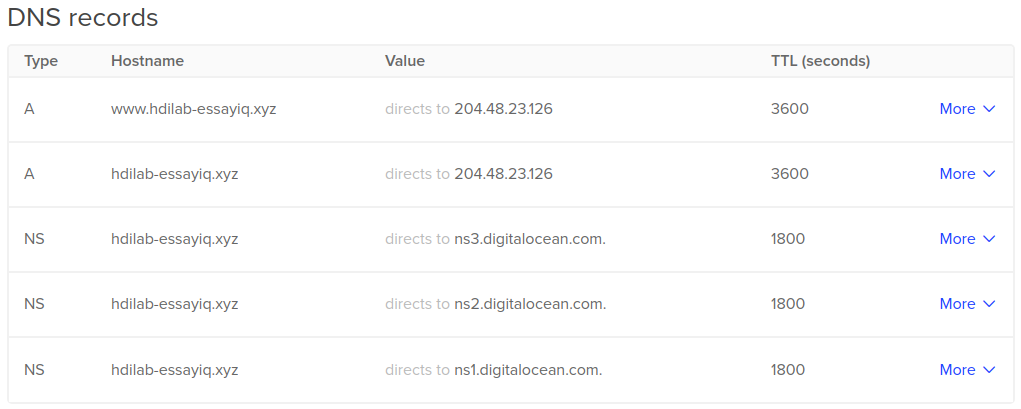 DNS records
Type Hostname Value TTL (seconds)
A www.hdilab-essayiq.xyz directs to 204.48.23.126 3600 More
A hdilab-essayiq.xyz directs to 204.48.23.126 3600 More
NS hdilab-essayiq.xyz directs to ns3.digitalocean.com. 1800 More
NS hdilab-essayiq.xyz directs to ns2.digitalocean.com. 1800 More
NS hdilab-essayiq.xyz directs to ns1.digitalocean.com. 1800 More